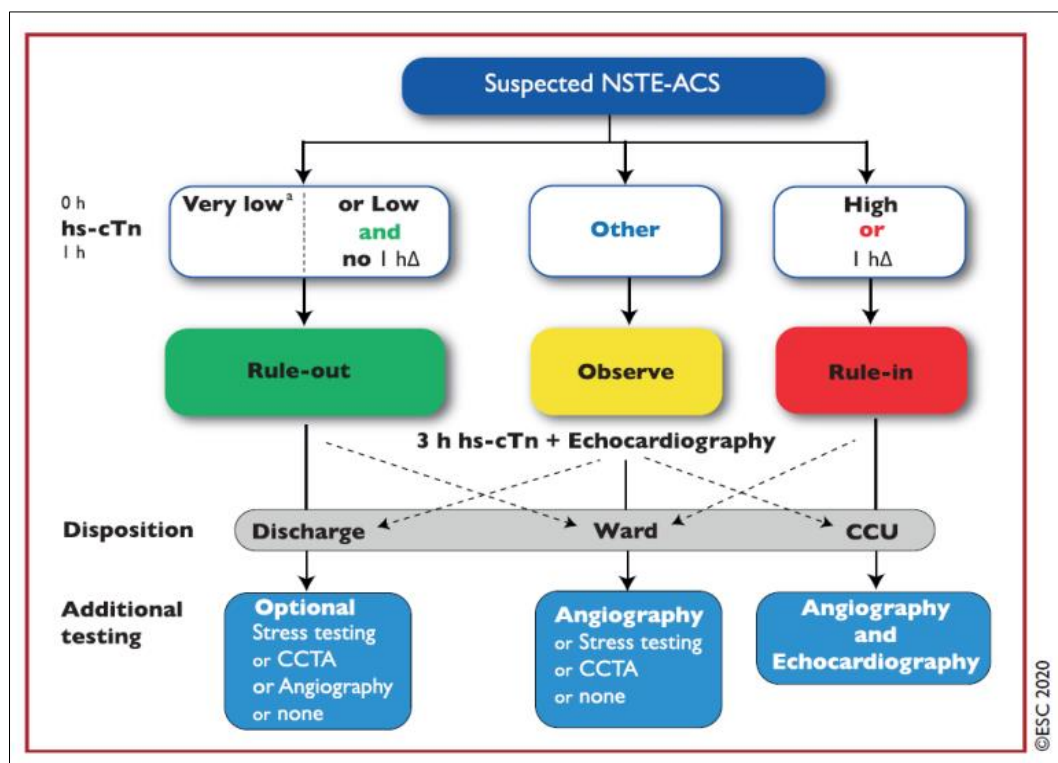 Suspected NSTE-ACS
0 h
hs-cTn
1 h
Very low a
or Low
and
no 1 hΔ
Other
High
or
1 hΔ
Rule-out
Observe
Rule-in
3 h hs-cTn + Echocardiography
Disposition
Discharge
Ward
CCU
Additional
testing
Optional
Stress testing
or CCTA
or Angiography
or none
Angiography
or Stress testing
or CCTA
or none
Angiography
and
Echocardiography
©ESC 2020